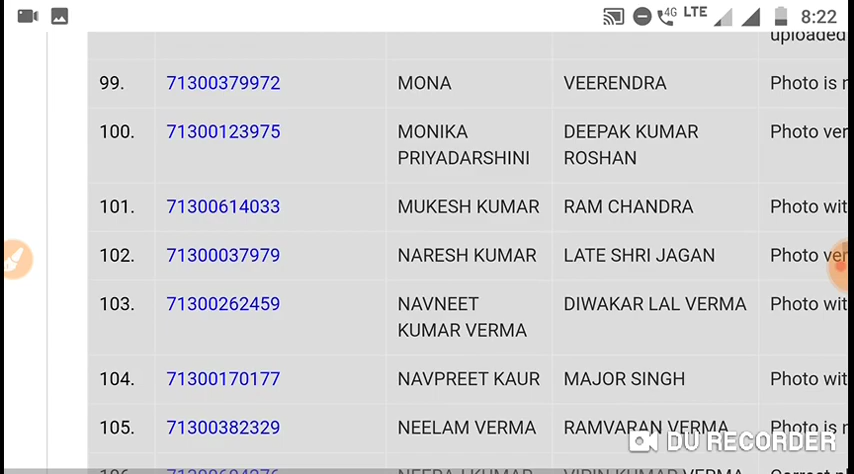 4G LTE 8:22
uploaded
99. 71300379972 MONA VEERENDRA Photo is
100. 71300123975 MONIKA DEEPAK KUMAR Photo ver
PRIYADARSHINI ROSHAN
101. 71300614033 MUKESH KUMAR RAM CHANDRA Photo wit
102. 71300037979 NARESH KUMAR LATE SHRI JAGAN Photo ver
103. 71300262459 NAVNEET DIWAKAR LAL VERMA Photo wit
KUMAR VERMA
104. 71300170177 NAVPREET KAUR MAJOR SINGH Photo wit
105. 71300382329 NEELAM VERMA RAMVARAN VERMA Photo is
DU RECORDER